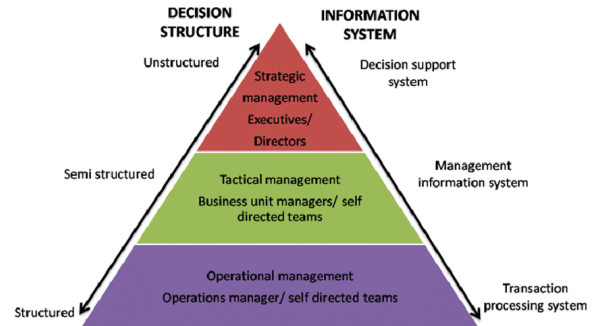 DECISION
STRUCTURE
INFORMATION
SYSTEM
Unstructured
Decision support
system
Strategic
management
Executives/
Directors
Semi structured
Management
information system
Tactical management
Business unit managers/ self
directed teams
Operational management
Operations manager/ self directed teams
Structured
Transaction
processing system